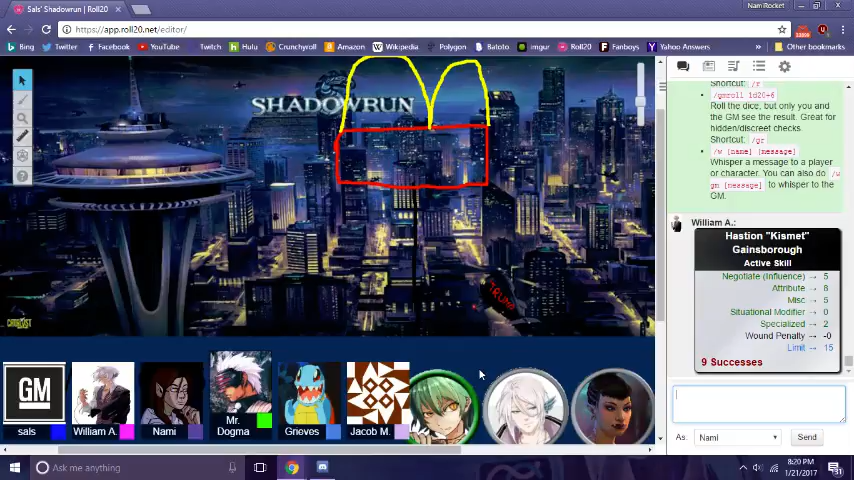 Sals' Shadowrun | Roll20
Nam Rocket
https://app.roll20.net/editor/
Bing
Twitter
Facebook
YouTube
Twitch
Hulu
Crunchyroll
Amazon
Wikipedia
Polygon
Batoto
imgur
Roll20
Fanboys
Yahoo Answers
Other bookmarks
SHADOWRUN
CATALYST
GM
sals
William A.
Nami
Mr.
Dogma
Grieves
Jacob M.
Shortcut: /r
/gmroll 1d20+6
Roll the dice, but only you and
the GM see the result. Great for
hidden/discreet checks
Shortcut:
/gr
/w [name] [message]
Whisper a message to a player
or character. You can also do /w
gm [message] to whisper to the
GM.
William A.:
Hastion "Kismet"
Gainsborough
Active Skill
Negotiate (Influence) → 5
Attribute → 8
Misc → 5
Situational Modifier → 0
Specialized → 2
Wound Penalty → -0
Limit → 15
9 Successes
As: Nami
Send
Ask me anything
8:20 PM
1/21/2017
31